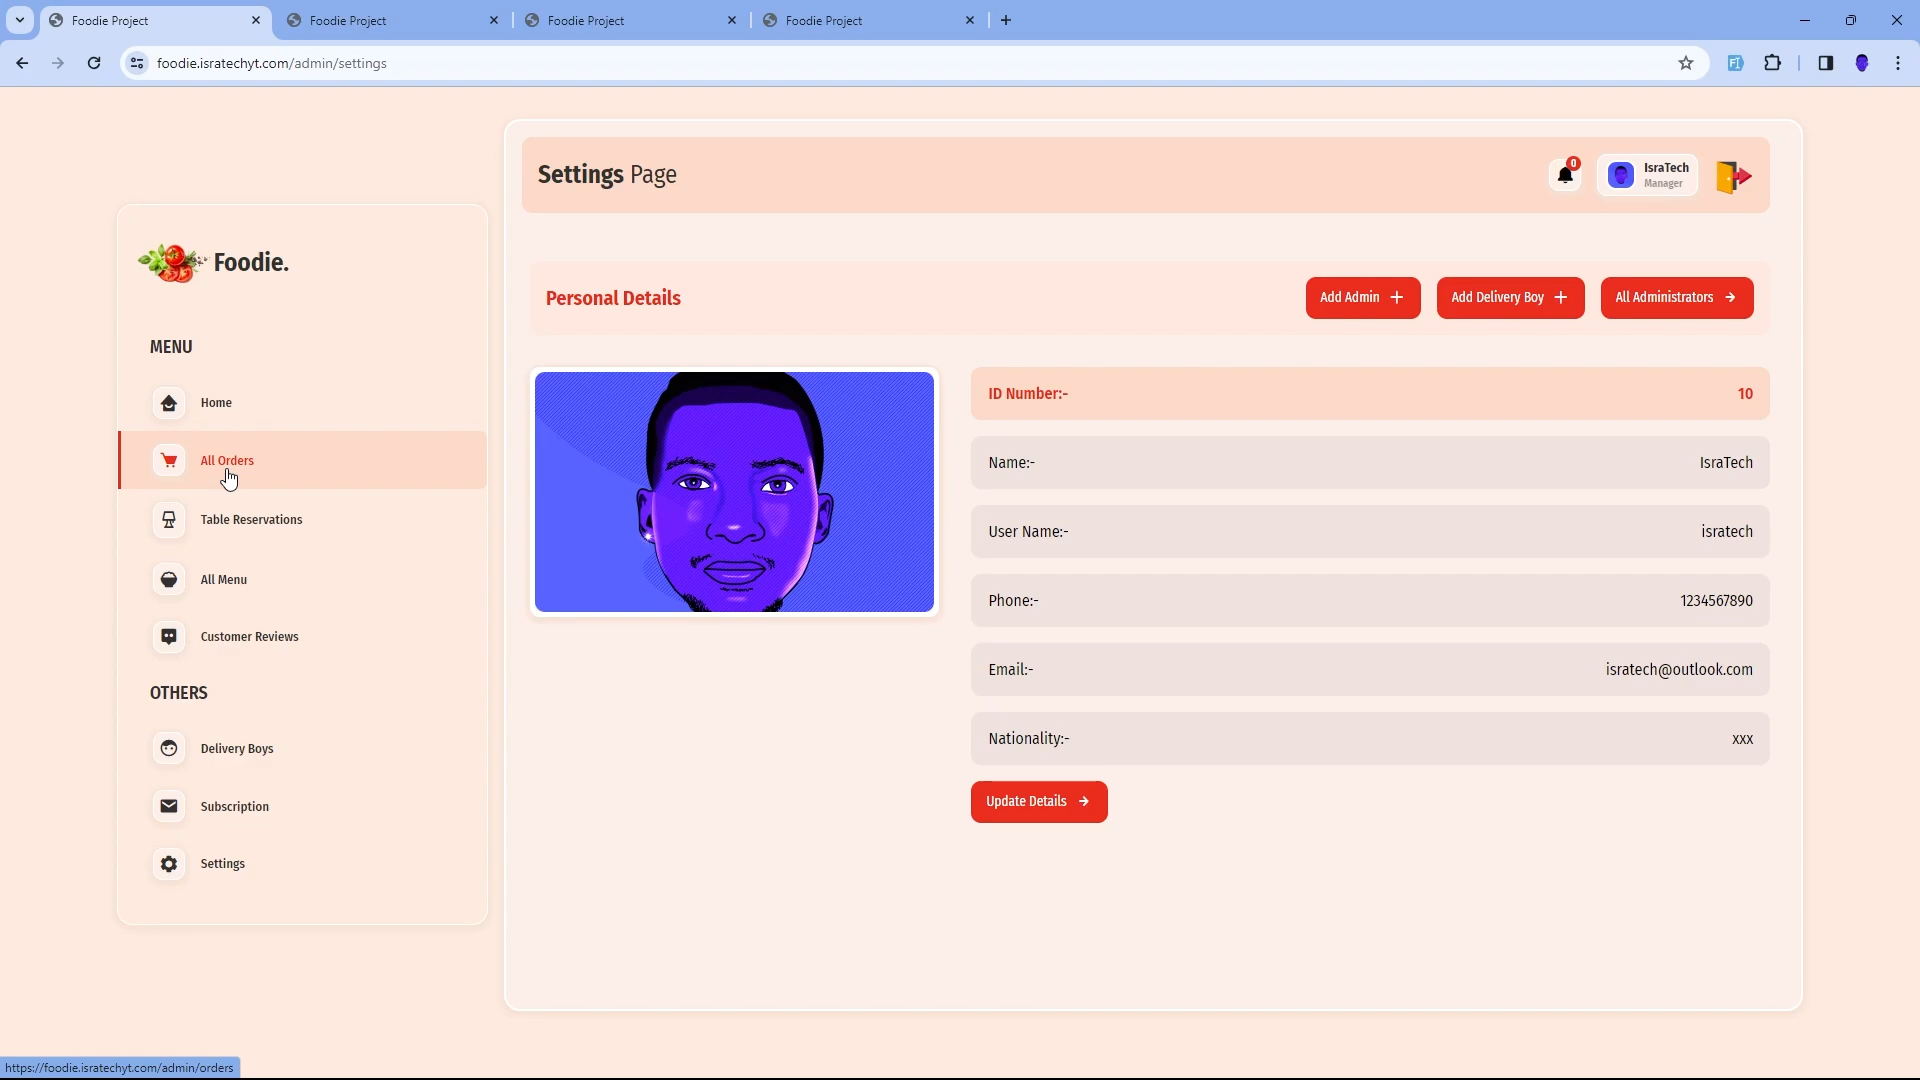 Foodie Project
Foodie Project
Foodie Project
Foodie Project
foodie.isratechyt.com/admin/settings
Settings Page
0
IsraTech
Manager
Foodie.
Personal Details
Add Admin
Add Delivery Boy
All Administrators
MENU
Home
All Orders
Table Reservations
All Menu
Customer Reviews
OTHERS
Delivery Boys
Subscription
Settings
ID Number:- 10
Name:- IsraTech
User Name:- isratech
Phone:- 1234567890
Email:- isratech@outlook.com
Nationality:- xxx
Update Details
https://foodie.isratechyt.com/admin/orders